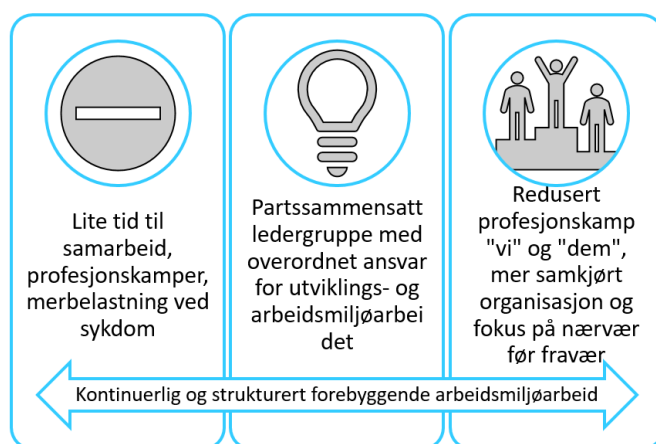 Lite tid til
samarbeid,
profesjonskamper,
merbelastning ved
sykdom
Partssammensatt
ledergruppe med
overordnet ansvar
for utviklings- og
arbeidsmiljøarbei
det
Redusert
profesjonskamp
"vi" og "dem",
mer samkjørt
organisasjon og
fokus på nærvær
før fravær
Kontinuerlig og strukturert forebyggende arbeidsmiljøarbeid